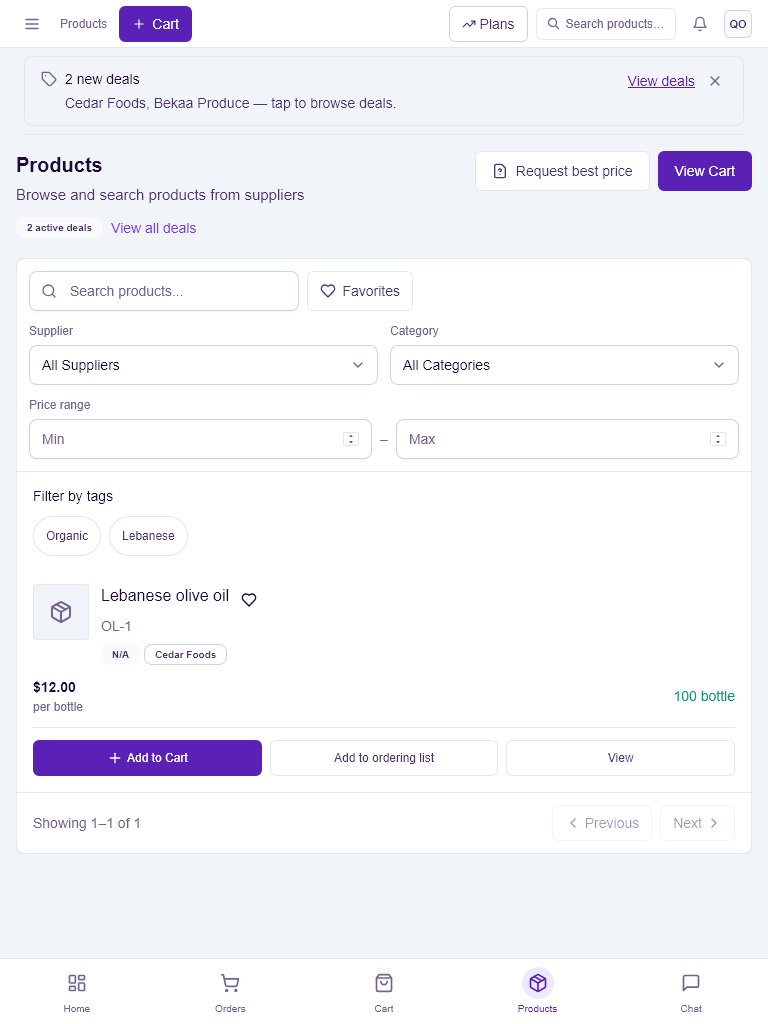 Products
Cart
Plans
Search products...
QO
2 new deals
View deals
Cedar Foods, Bekaa Produce — tap to browse deals.
Products
Request best price
View Cart
Browse and search products from suppliers
2 active deals
View all deals
Search products...
Favorites
Supplier
Category
All Suppliers
All Categories
Price range
Min
–
Max
Filter by tags
Organic
Lebanese
Lebanese olive oil
OL-1
N/A
Cedar Foods
$12.00
per bottle
100 bottle
Add to Cart
Add to ordering list
View
Showing 1–1 of 1
Previous
Next
Home
Orders
Cart
Products
Chat